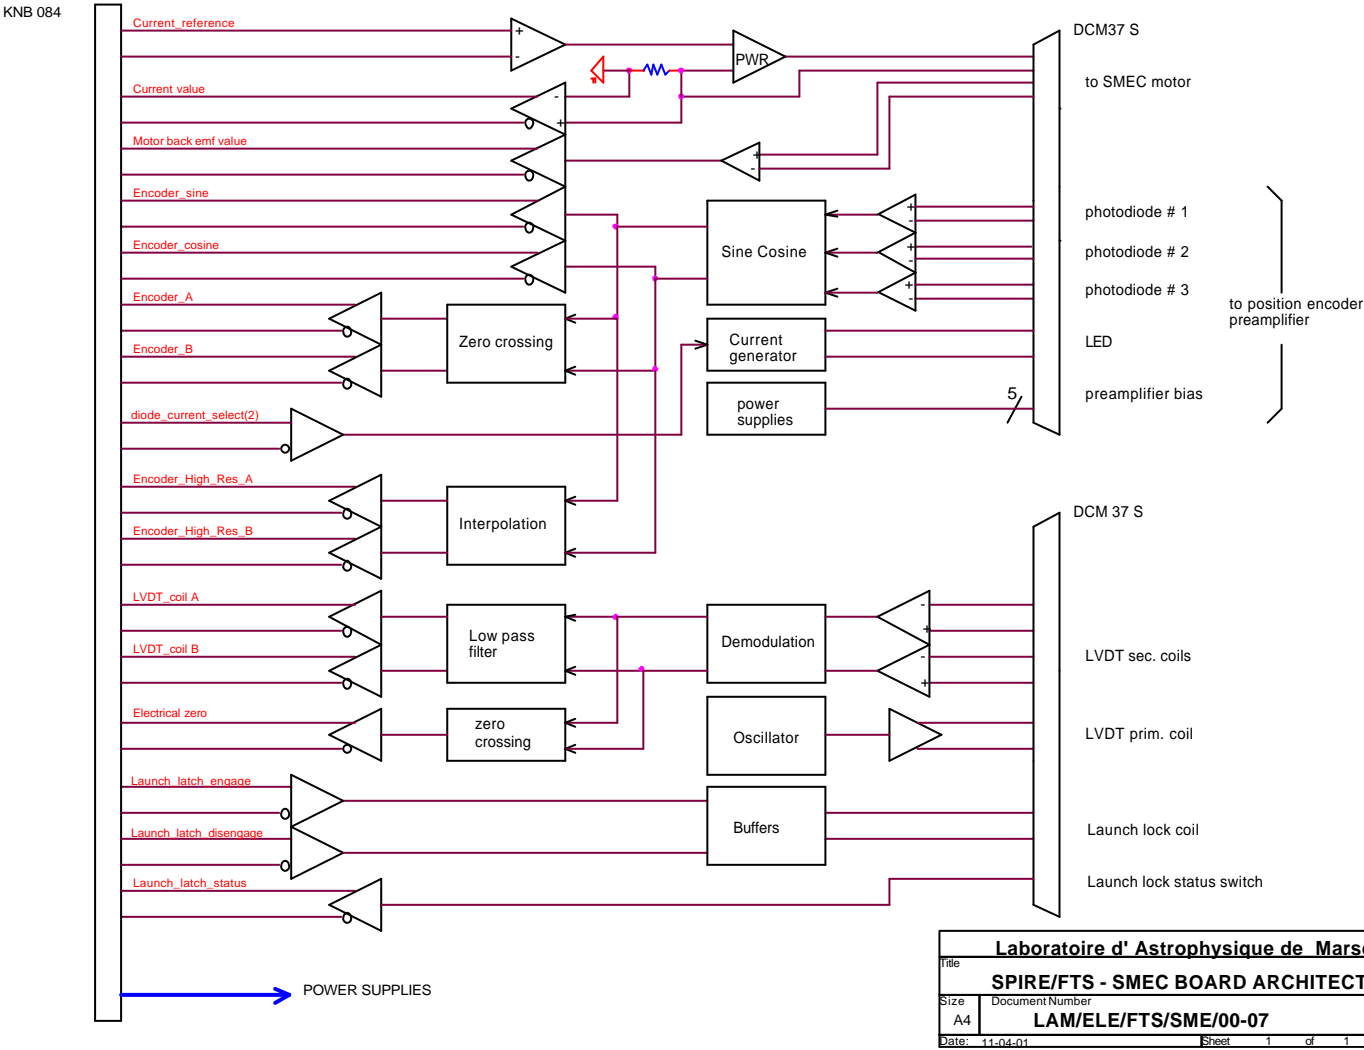 KNB 084
Current_reference
DCM37 S
+
-
PWR
to SMEC motor
Current value
-
+
Motor back emf value
+
-
Encoder_sine
photodiode # 1
+
-
Encoder_cosine
Sine Cosine
photodiode # 2
+
-
photodiode # 3
+
-
to position encoder
preamplifier
Encoder_A
Zero crossing
Current
generator
LED
Encoder_B
power
supplies
5
preamplifier bias
diode_current_select(2)
Encoder_High_Res_A
Interpolation
DCM 37 S
Encoder_High_Res_B
LVDT_coil A
-
+
Low pass
filter
Demodulation
LVDT_coil B
-
+
LVDT sec. coils
Electrical zero
zero
crossing
Oscillator
LVDT prim. coil
Launch_latch_engage
Buffers
Launch lock coil
Launch_latch_disengage
Launch_latch_status
Launch lock status switch
POWER SUPPLIES
Laboratoire d' Astrophysique de Marse
Title
SPIRE/FTS - SMEC BOARD ARCHITECT
Size
Document Number
A4
LAM/ELE/FTS/SME/00-07
Date: 11-04-01
Sheet 1 of 1